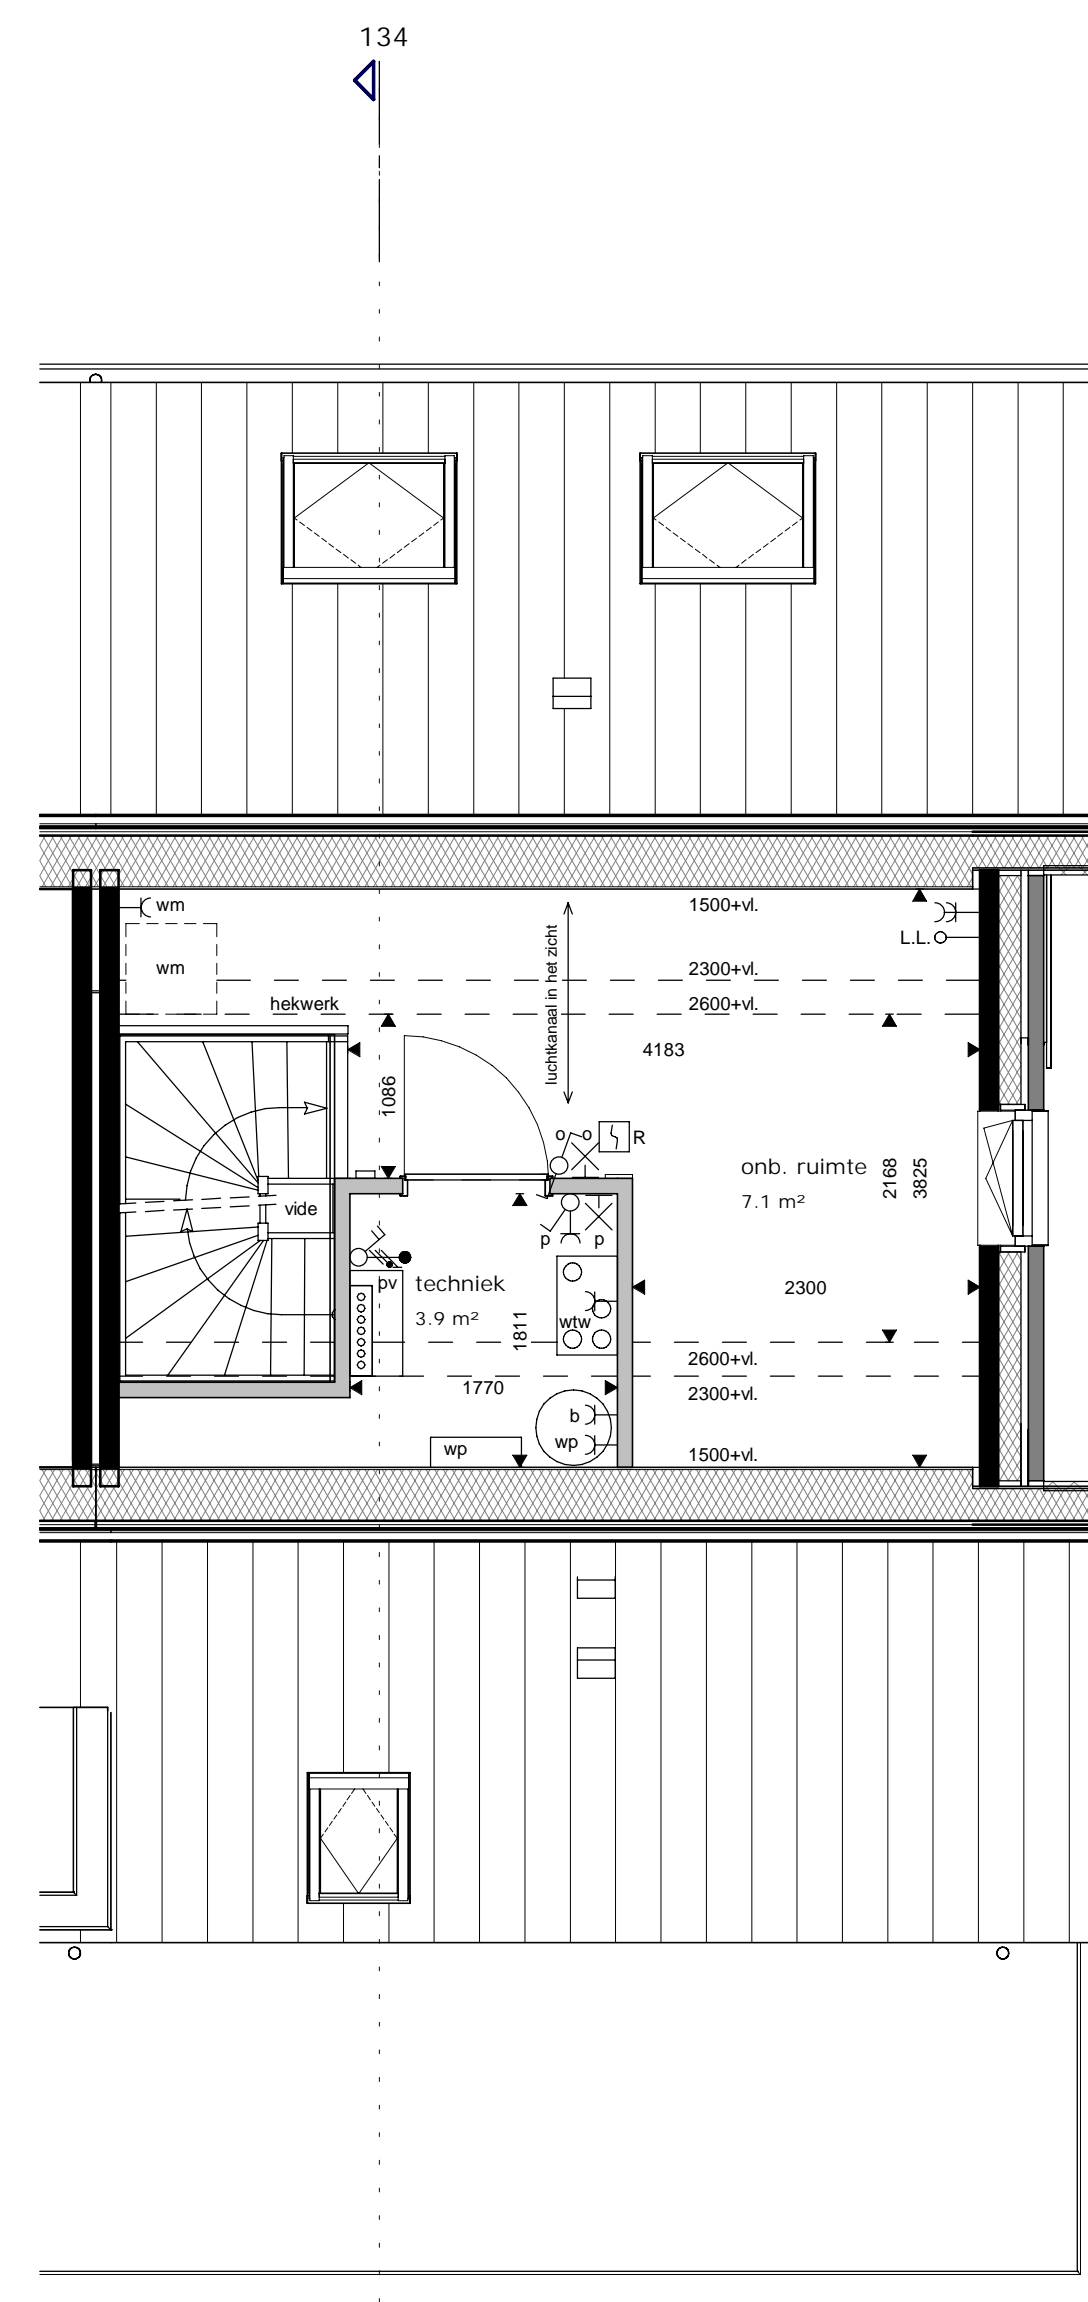 134
wm
1500+vl.
L.L.
wm
2300+vl.
hekwerk
2600+vl.
luchtkanaal in het zicht
4183
1086
o
o
R
onb. ruimte
7.1 m²
2168
3825
vide
p
p
pv
techniek
3.9 m²
1811
wtw
2300
2600+vl.
1770
2300+vl.
b
wp
wp
1500+vl.